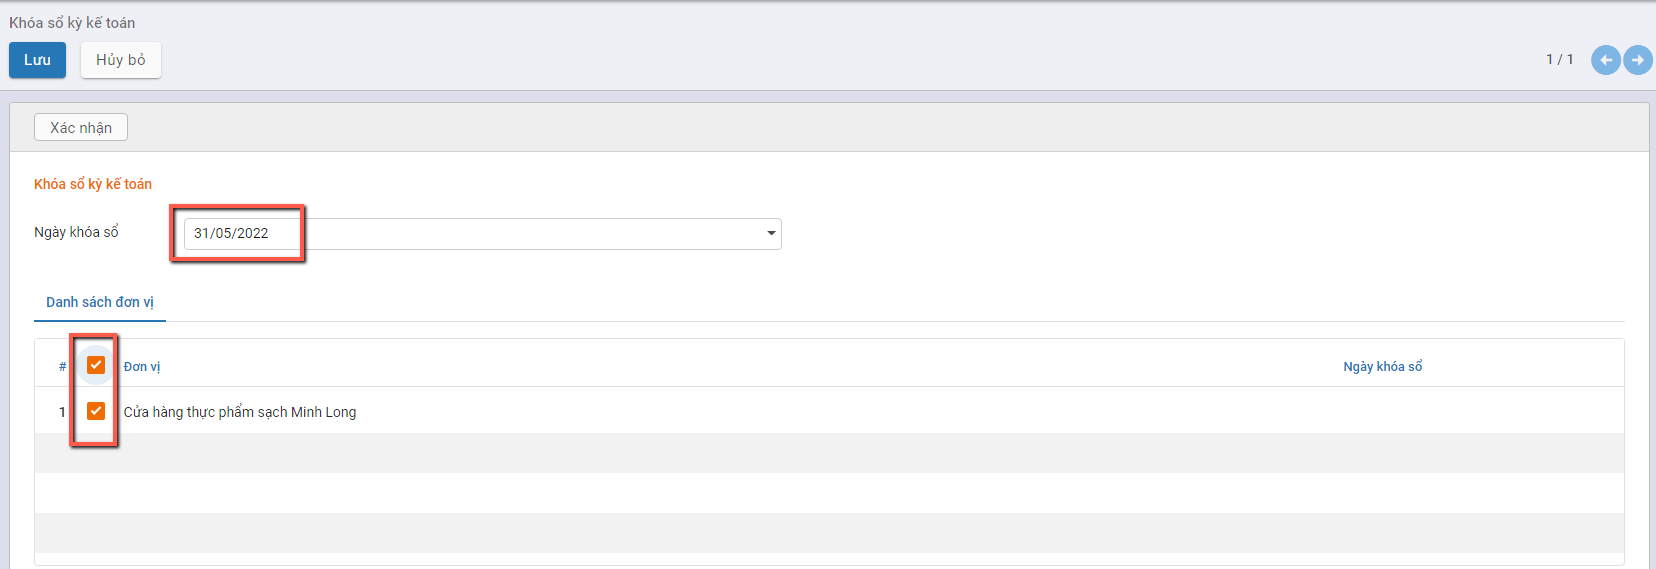 Khóa sổ kỳ kế toán
Lưu Hủy bỏ 1 / 1
Xác nhận
Khóa sổ kỳ kế toán
Ngày khóa sổ 31/05/2022
Danh sách đơn vị
# Đơn vị Ngày khóa sổ
1 Cửa hàng thực phẩm sạch Minh Long